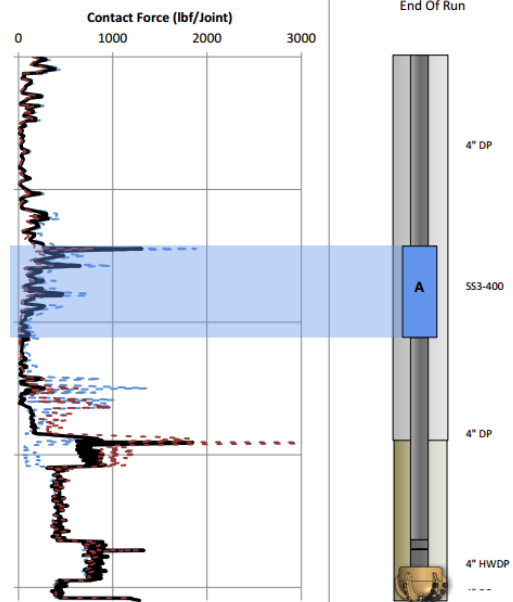 End Of Run
Contact Force (lbf/Joint)
0 1000 2000 3000
4" DP
A
SS3-400
4" DP
4" HWDP